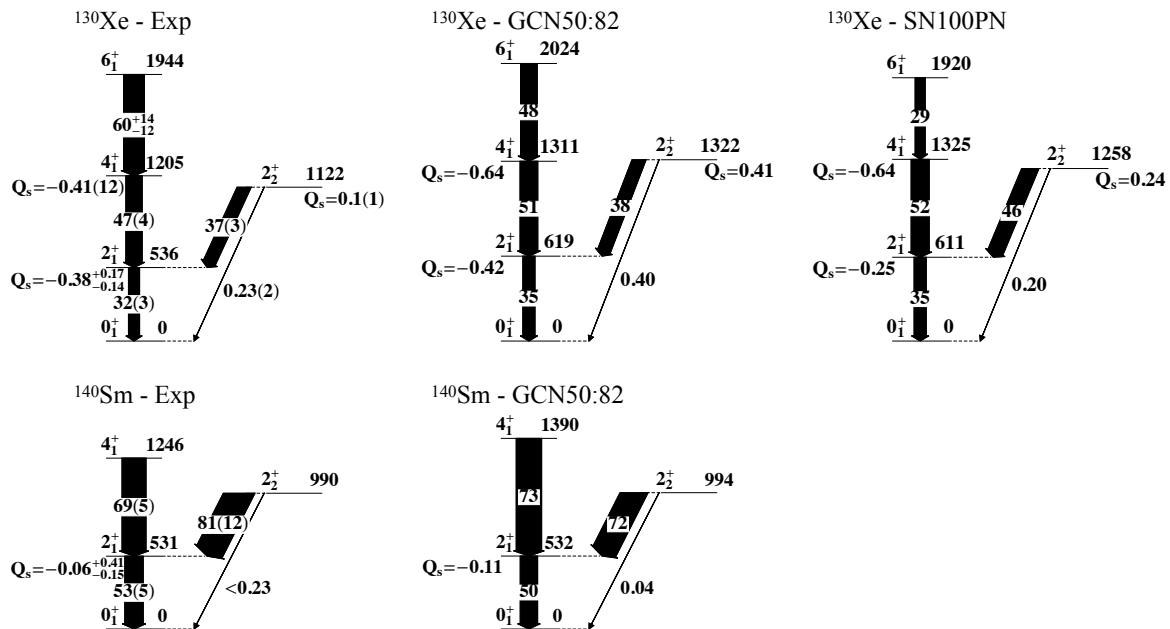 ¹³⁰Xe - Exp
6₁⁺ 1944
60⁺¹⁴₋₁₂
4₁⁺ 1205
Qₛ=−0.41(12)
2₂⁺ 1122
Qₛ=0.1(1)
47(4)
37(3)
2₁⁺ 536
Qₛ=−0.38⁺⁰·¹⁷₋₀.₁₄
32(3)
0.23(2)
0₁⁺ 0
¹³⁰Xe - GCN50:82
6₁⁺ 2024
48
4₁⁺ 1311
Qₛ=−0.64
2₂⁺ 1322
Qₛ=0.41
51
38
2₁⁺ 619
Qₛ=−0.42
35
0.40
0₁⁺ 0
¹³⁰Xe - SN100PN
6₁⁺ 1920
29
4₁⁺ 1325
Qₛ=−0.64
2₂⁺ 1258
Qₛ=0.24
52
46
2₁⁺ 611
Qₛ=−0.25
35
0.20
0₁⁺ 0
¹⁴⁰Sm - Exp
4₁⁺ 1246
2₂⁺ 990
69(5)
81(12)
2₁⁺ 531
Qₛ=−0.06⁺⁰·⁴¹₋₀.₁₅
53(5)
<0.23
0₁⁺ 0
¹⁴⁰Sm - GCN50:82
4₁⁺ 1390
2₂⁺ 994
73
72
2₁⁺ 532
Qₛ=−0.11
50
0.04
0₁⁺ 0